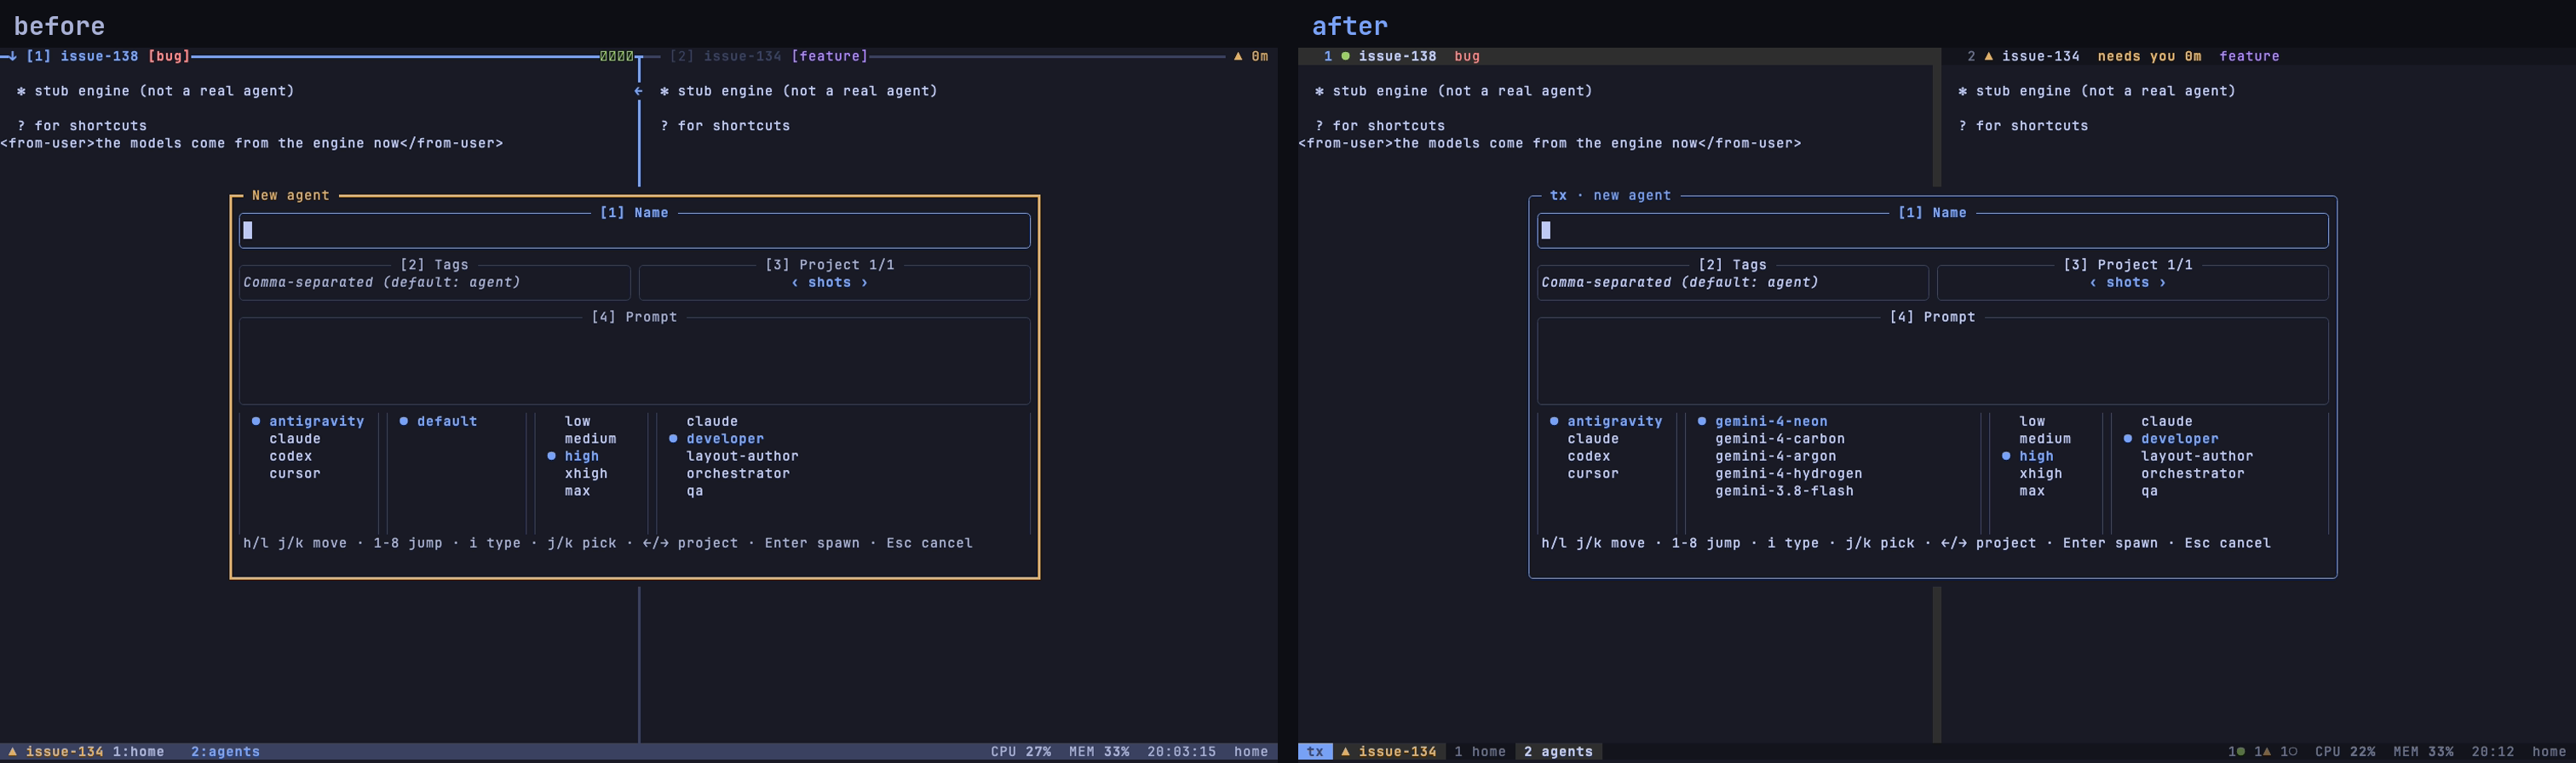 before
↓ [1] issue-138 [bug] 0000 [2] issue-134 [feature] ▲ 0m
✻ stub engine (not a real agent) ← ✻ stub engine (not a real agent)
? for shortcuts ? for shortcuts
<from-user>the models come from the engine now</from-user>
New agent
[1] Name
[2] Tags [3] Project 1/1
Comma-separated (default: agent) ‹ shots ›
[4] Prompt
● antigravity ● default low claude
claude medium ● developer
codex ● high layout-author
cursor xhigh orchestrator
max qa
h/l j/k move · 1-8 jump · i type · j/k pick · ←/→ project · Enter spawn · Esc cancel
▲ issue-134 1:home 2:agents CPU 27% MEM 33% 20:03:15 home
after
1 ● issue-138 bug 2 ▲ issue-134 needs you 0m feature
✻ stub engine (not a real agent) ✻ stub engine (not a real agent)
? for shortcuts ? for shortcuts
<from-user>the models come from the engine now</from-user>
tx · new agent
[1] Name
[2] Tags [3] Project 1/1
Comma-separated (default: agent) ‹ shots ›
[4] Prompt
● antigravity ● gemini-4-neon low claude
claude gemini-4-carbon medium ● developer
codex gemini-4-argon ● high layout-author
cursor gemini-4-hydrogen xhigh orchestrator
gemini-3.8-flash max qa
h/l j/k move · 1-8 jump · i type · j/k pick · ←/→ project · Enter spawn · Esc cancel
tx ▲ issue-134 1 home 2 agents 1● 1▲ 1○ CPU 22% MEM 33% 20:12 home